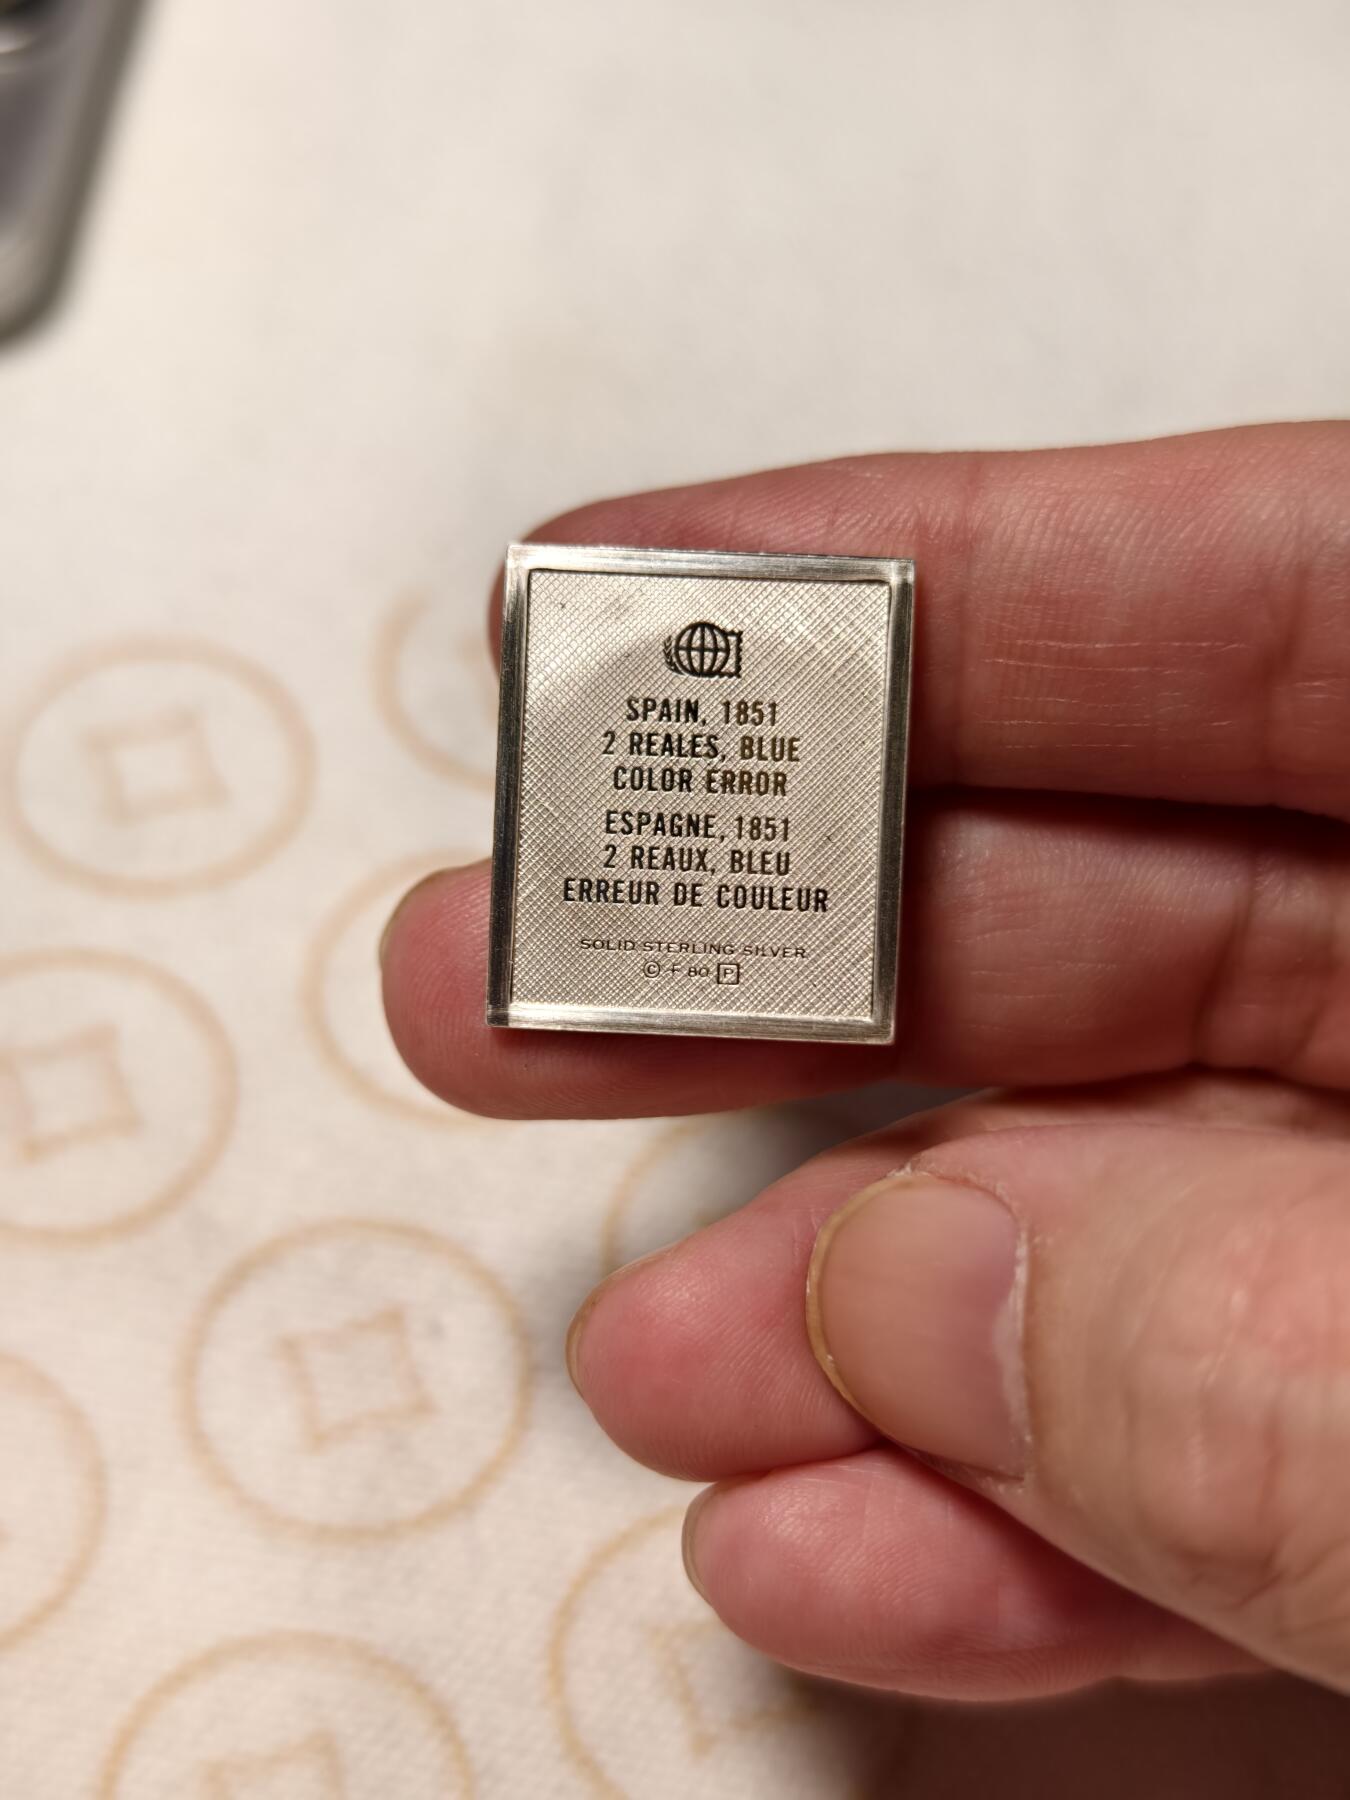 SPAIN, 1851
2 REALES, BLUE
COLOR ERROR
ESPAGNE, 1851
2 REAUX, BLEU
ERREUR DE COULEUR
SOLID STERLING SILVER
© F 80 P